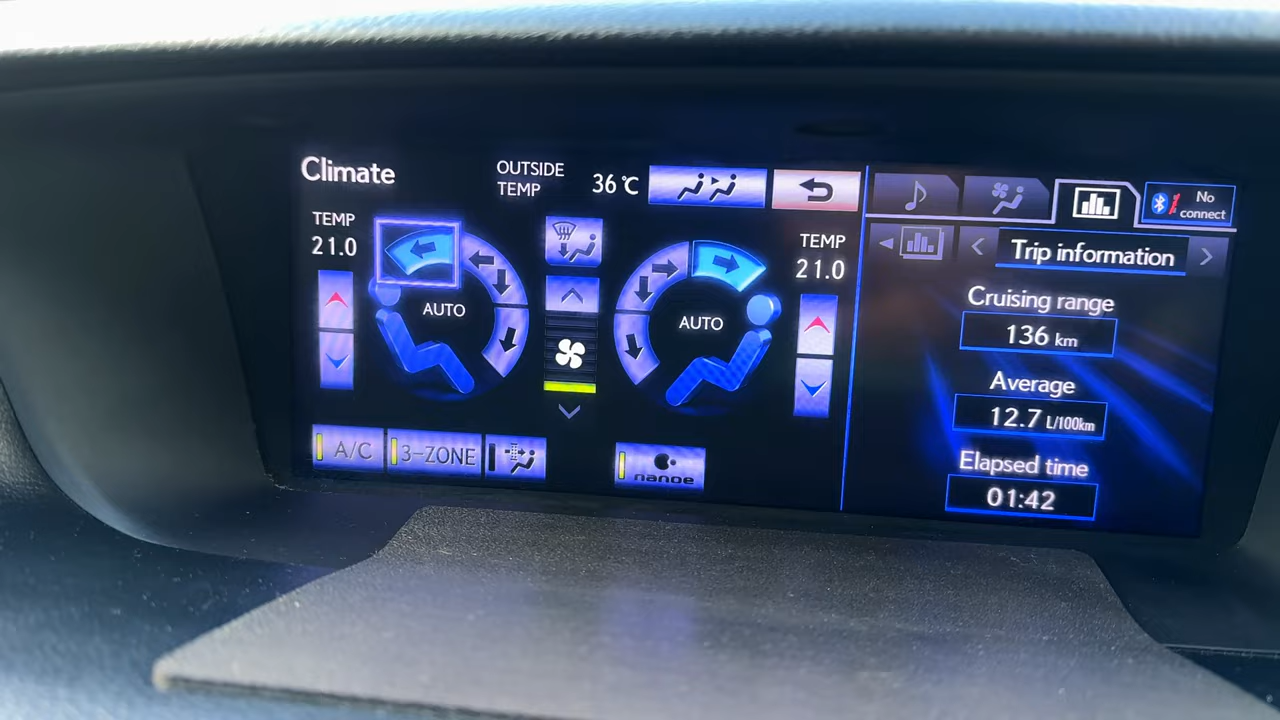 Climate
OUTSIDE
TEMP
36 °C
TEMP
21.0
AUTO
AUTO
TEMP
21.0
A/C
3-ZONE
nanoe
No
connect
Trip information
Cruising range
136 km
Average
12.7 L/100km
Elapsed time
01:42